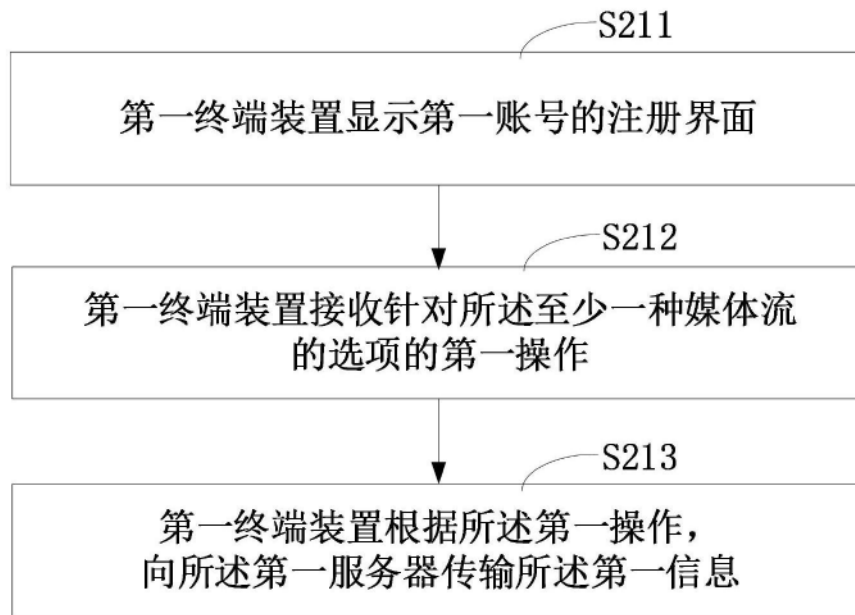 S211
第一终端装置显示第一账号的注册界面
S212
第一终端装置接收针对所述至少一种媒体流
的选项的第一操作
S213
第一终端装置根据所述第一操作，
向所述第一服务器传输所述第一信息